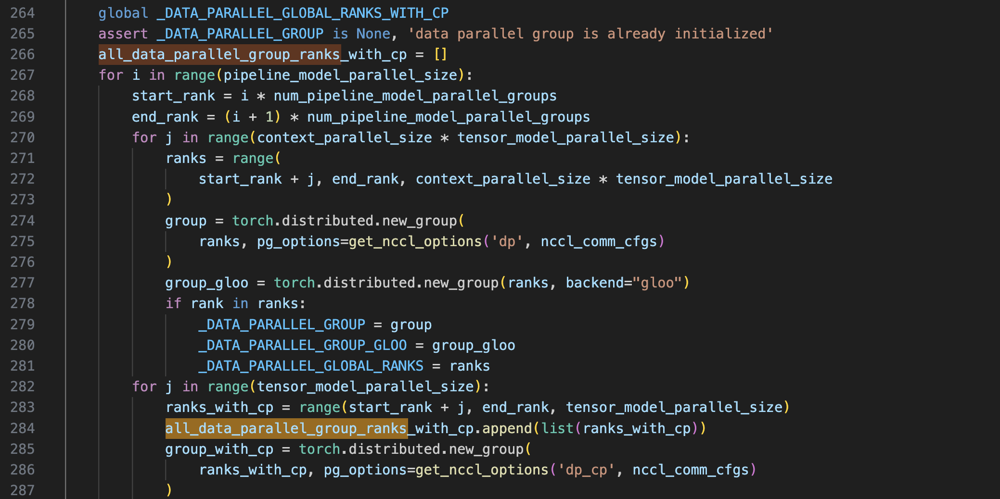 264 global _DATA_PARALLEL_GLOBAL_RANKS_WITH_CP
265 assert _DATA_PARALLEL_GROUP is None, 'data parallel group is already initialized'
266 all_data_parallel_group_ranks_with_cp = []
267 for i in range(pipeline_model_parallel_size):
268 start_rank = i * num_pipeline_model_parallel_groups
269 end_rank = (i + 1) * num_pipeline_model_parallel_groups
270 for j in range(context_parallel_size * tensor_model_parallel_size):
271 ranks = range(
272 start_rank + j, end_rank, context_parallel_size * tensor_model_parallel_size
273 )
274 group = torch.distributed.new_group(
275 ranks, pg_options=get_nccl_options('dp', nccl_comm_cfgs)
276 )
277 group_gloo = torch.distributed.new_group(ranks, backend="gloo")
278 if rank in ranks:
279 _DATA_PARALLEL_GROUP = group
280 _DATA_PARALLEL_GROUP_GLOO = group_gloo
281 _DATA_PARALLEL_GLOBAL_RANKS = ranks
282 for j in range(tensor_model_parallel_size):
283 ranks_with_cp = range(start_rank + j, end_rank, tensor_model_parallel_size)
284 all_data_parallel_group_ranks_with_cp.append(list(ranks_with_cp))
285 group_with_cp = torch.distributed.new_group(
286 ranks_with_cp, pg_options=get_nccl_options('dp_cp', nccl_comm_cfgs)
287 )